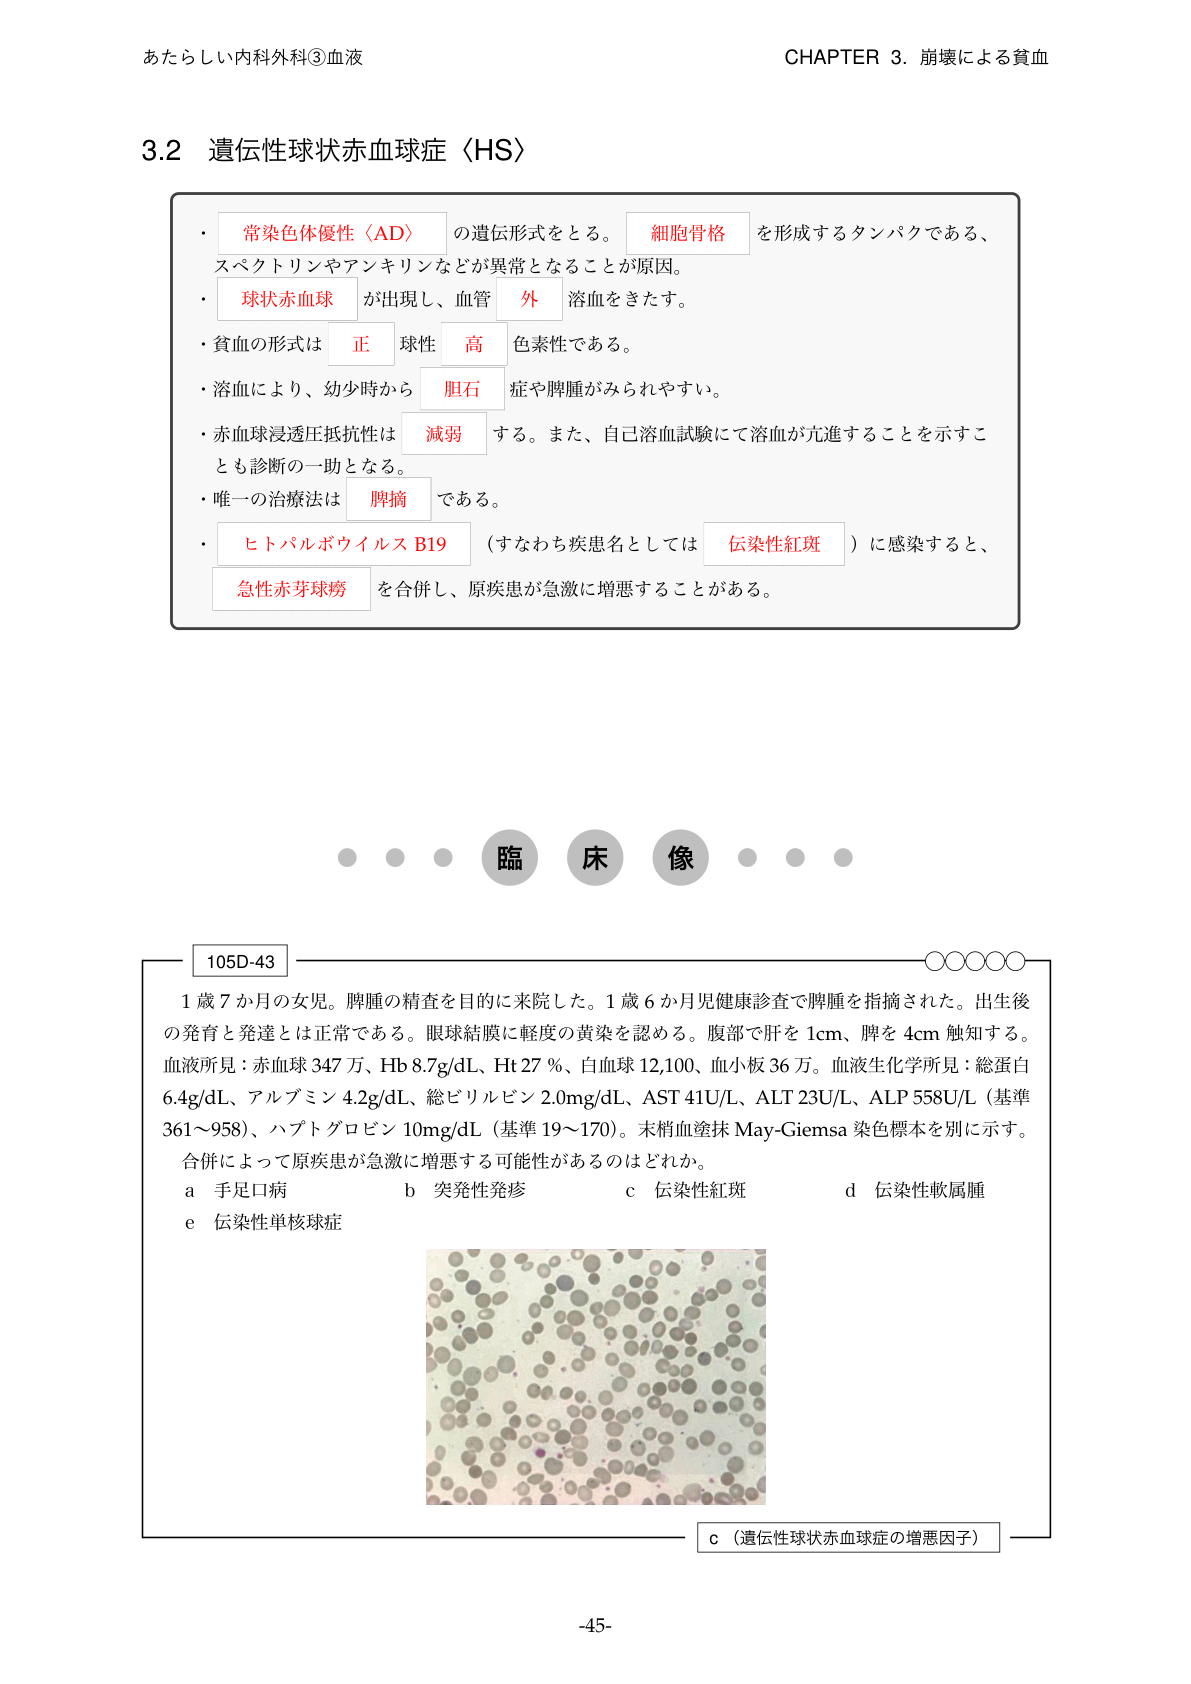 あたらしい内科外科③血液
CHAPTER 3. 崩壊による貧血
3.2 遺伝性球状赤血球症〈HS〉
・ 常染色体優性〈AD〉 の遺伝形式をとる。 細胞骨格 を形成するタンパクである、
スペクトリンやアンキリンなどが異常となることが原因。
・ 球状赤血球 が出現し、血管 外 溶血をきたす。
・貧血の形式は 正 球性 高 色素性である。
・溶血により、幼少時から 胆石 症や脾腫がみられやすい。
・赤血球浸透圧抵抗性は 減弱 する。また、自己溶血試験にて溶血が亢進することを示すこ
とも診断の一助となる。
・唯一の治療法は 脾摘 である。
・ ヒトパルボウイルス B19 （すなわち疾患名としては 伝染性紅斑 ）に感染すると、
急性赤芽球癆 を合併し、原疾患が急激に増悪することがある。
臨 床 像
105D-43
1 歳 7 か月の女児。脾腫の精査を目的に来院した。1 歳 6 か月児健康診査で脾腫を指摘された。出生後
の発育と発達とは正常である。眼球結膜に軽度の黄染を認める。腹部で肝を 1cm、脾を 4cm 触知する。
血液所見：赤血球 347 万、Hb 8.7g/dL、Ht 27 %、白血球 12,100、血小板 36 万。血液生化学所見：総蛋白
6.4g/dL、アルブミン 4.2g/dL、総ビリルビン 2.0mg/dL、AST 41U/L、ALT 23U/L、ALP 558U/L（基準
361〜958）、ハプトグロビン 10mg/dL（基準 19〜170）。末梢血塗抹 May-Giemsa 染色標本を別に示す。
合併によって原疾患が急激に増悪する可能性があるのはどれか。
a 手足口病 b 突発性発疹 c 伝染性紅斑 d 伝染性軟属腫
e 伝染性単核球症
c （遺伝性球状赤血球症の増悪因子）
-45-